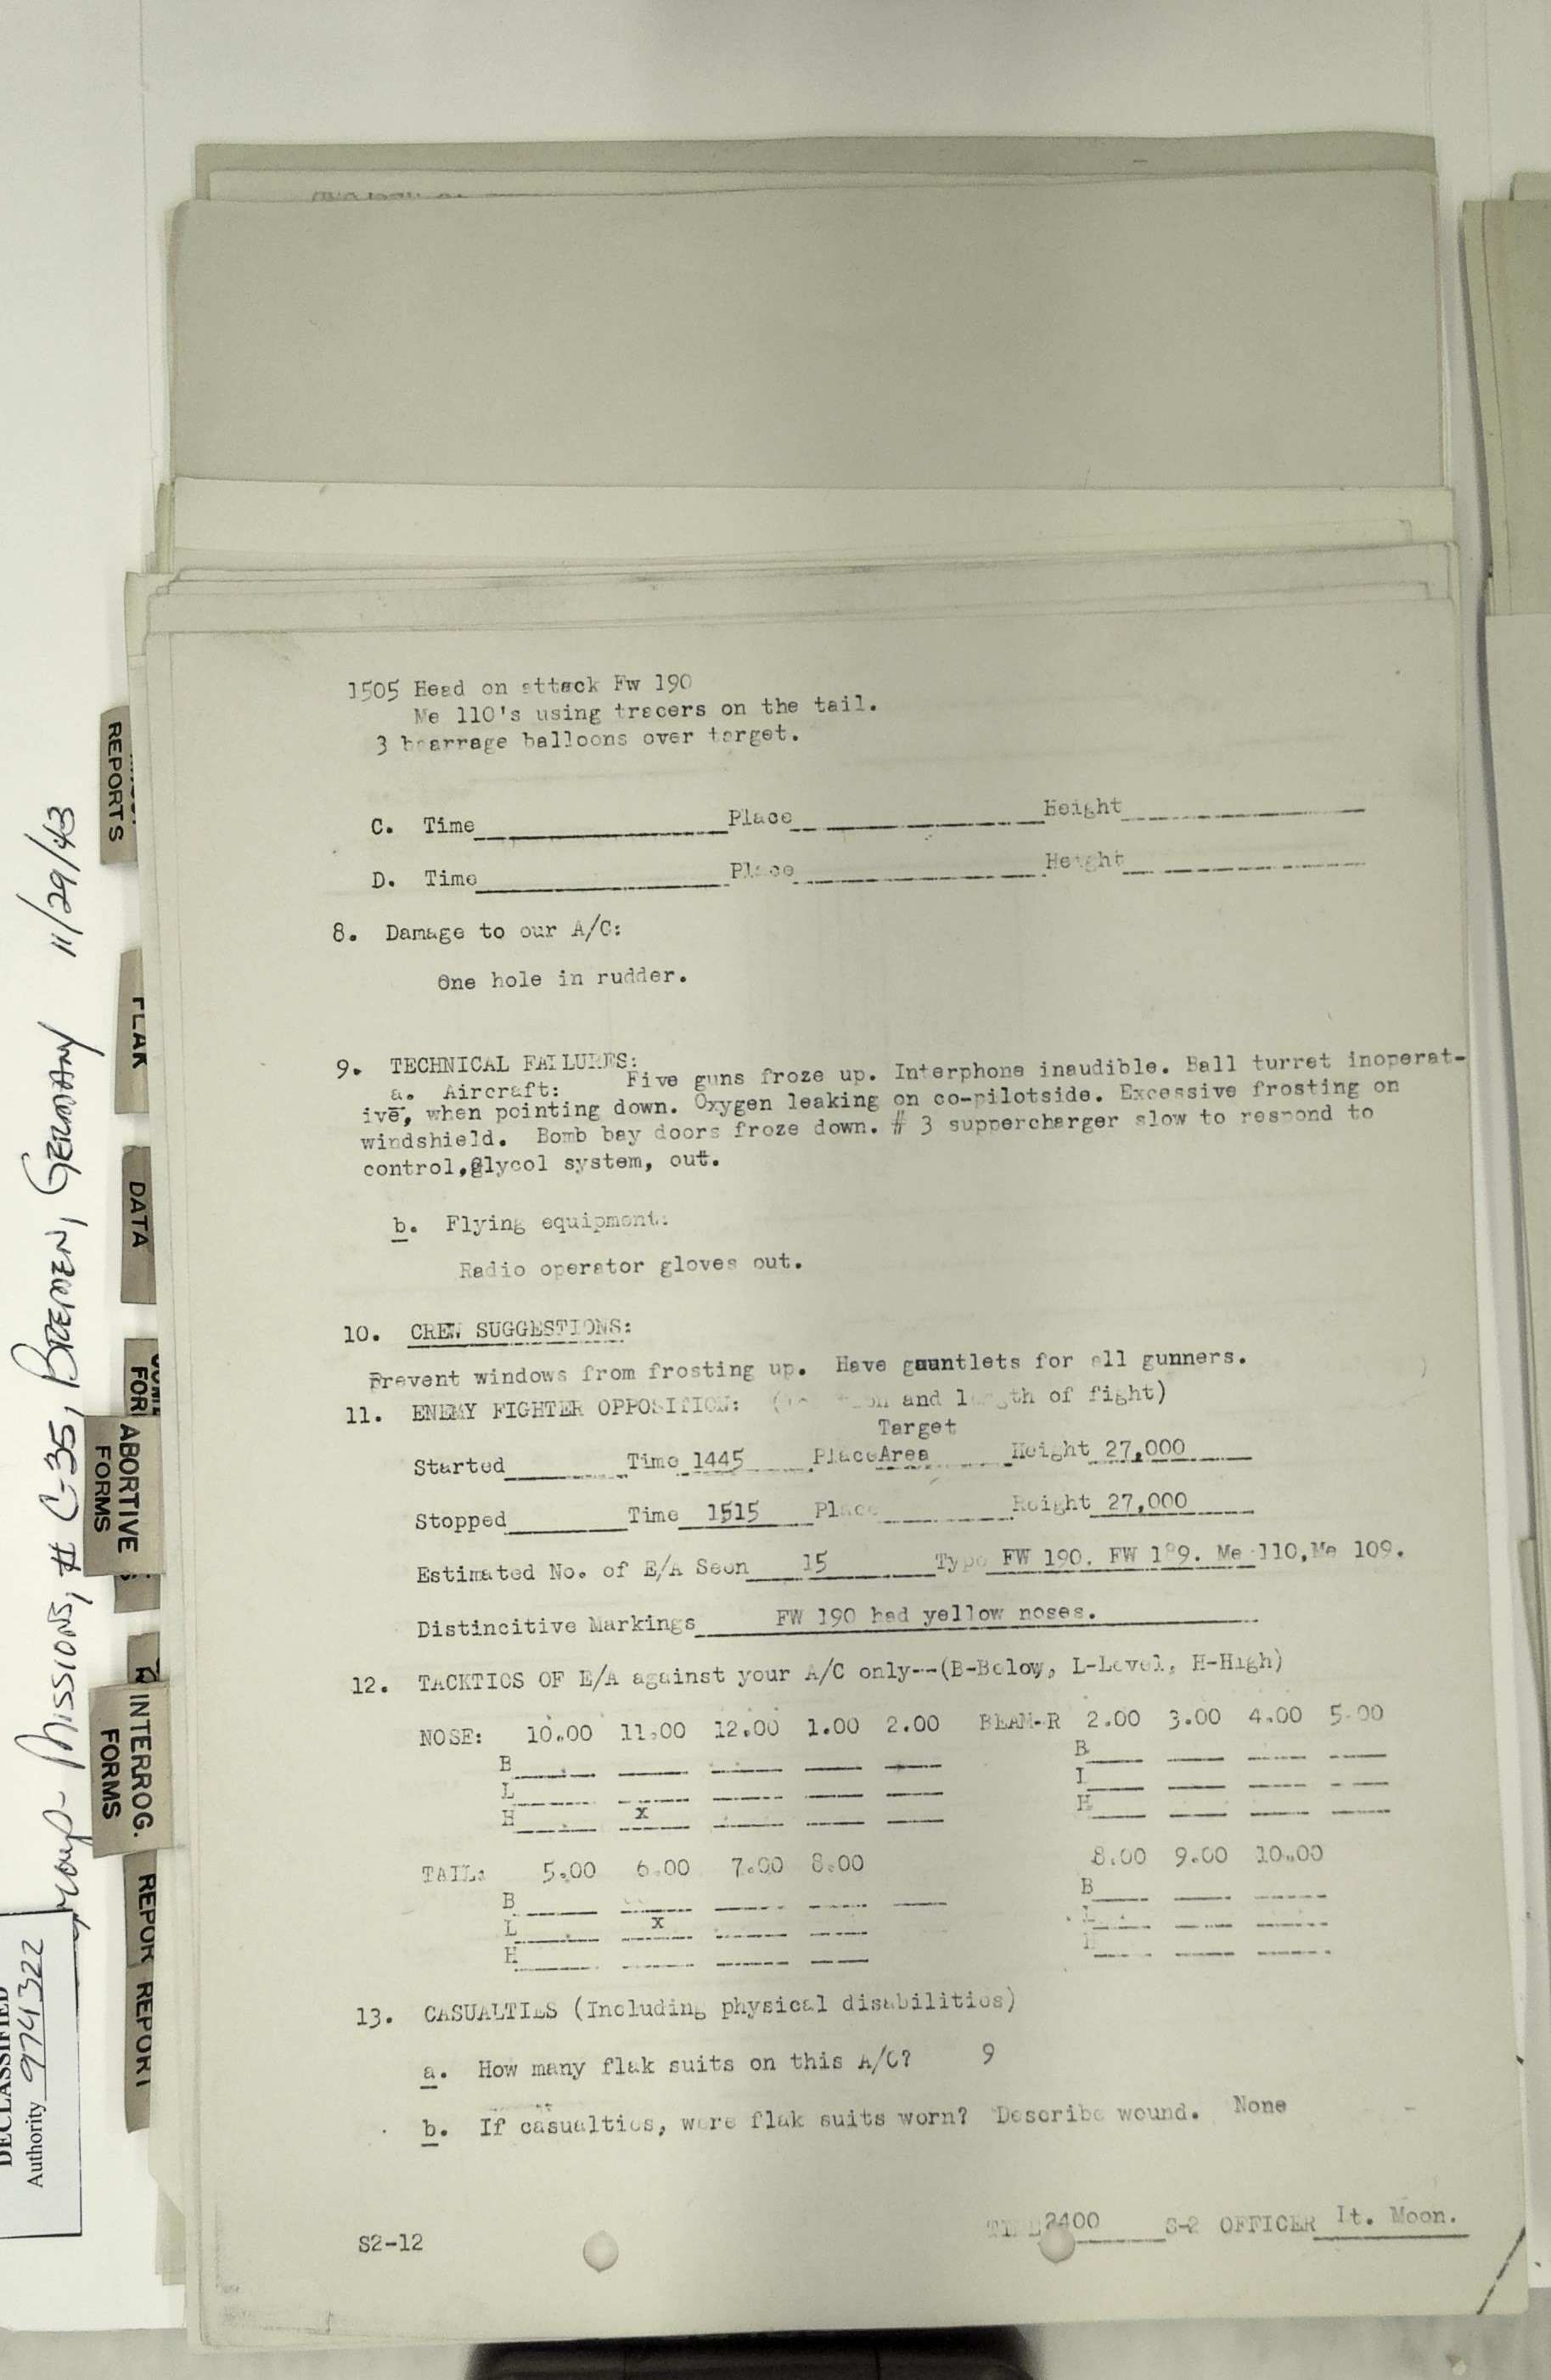 1505 Head on attack Fw 190
Me 110's using tracers on the tail.
3 bearrage balloons over target.
C. Time Place Height
D. Time Place Height
8. Damage to our A/C:
One hole in rudder.
9. TECHNICAL FAILURES:
a. Aircraft: Five guns froze up. Interphone inaudible. Ball turret inoperat-
ive, when pointing down. Oxygen leaking on co-pilotside. Excessive frosting on
windshield. Bomb bay doors froze down. # 3 suppercharger slow to respond to
control,glycol system, out.
b. Flying equipment:
Radio operator gloves out.
10. CREW SUGGESTIONS:
Prevent windows from frosting up. Have gauntlets for all gunners.
11. ENEMY FIGHTER OPPOSITION: ( and length of fight)
Target
Started Time 1445 Place Area Height 27,000
Stopped Time 1515 Place Height 27,000
Estimated No. of E/A Seen 15 Type FW 190. FW 189. Me 110, Me 109.
Distincitive Markings FW 190 had yellow noses.
12. TACKTICS OF E/A against your A/C only--(B-Below, L-Level, H-High)
NOSE: 10.00 11.00 12.00 1.00 2.00 BEAM-R 2.00 3.00 4.00 5.00
B B
L L
H x H
TAIL: 5.00 6.00 7.00 8.00 8.00 9.00 10.00
B B
L x
H
13. CASUALTIES (Including physical disabilities)
a. How many flak suits on this A/C? 9
b. If casualties, were flak suits worn? Describe wound. None
S2-12 TIME 2400 S-2 OFFICER Lt. Moon.
Group - Missions, # C-35, Bremen, Germany 11/29/43
REPORTS
FLAK
DATA
FOR
ABORTIVE
FORMS
INTERROG.
FORMS
REPOR
REPORT
DECLASSIFIED
Authority 974322